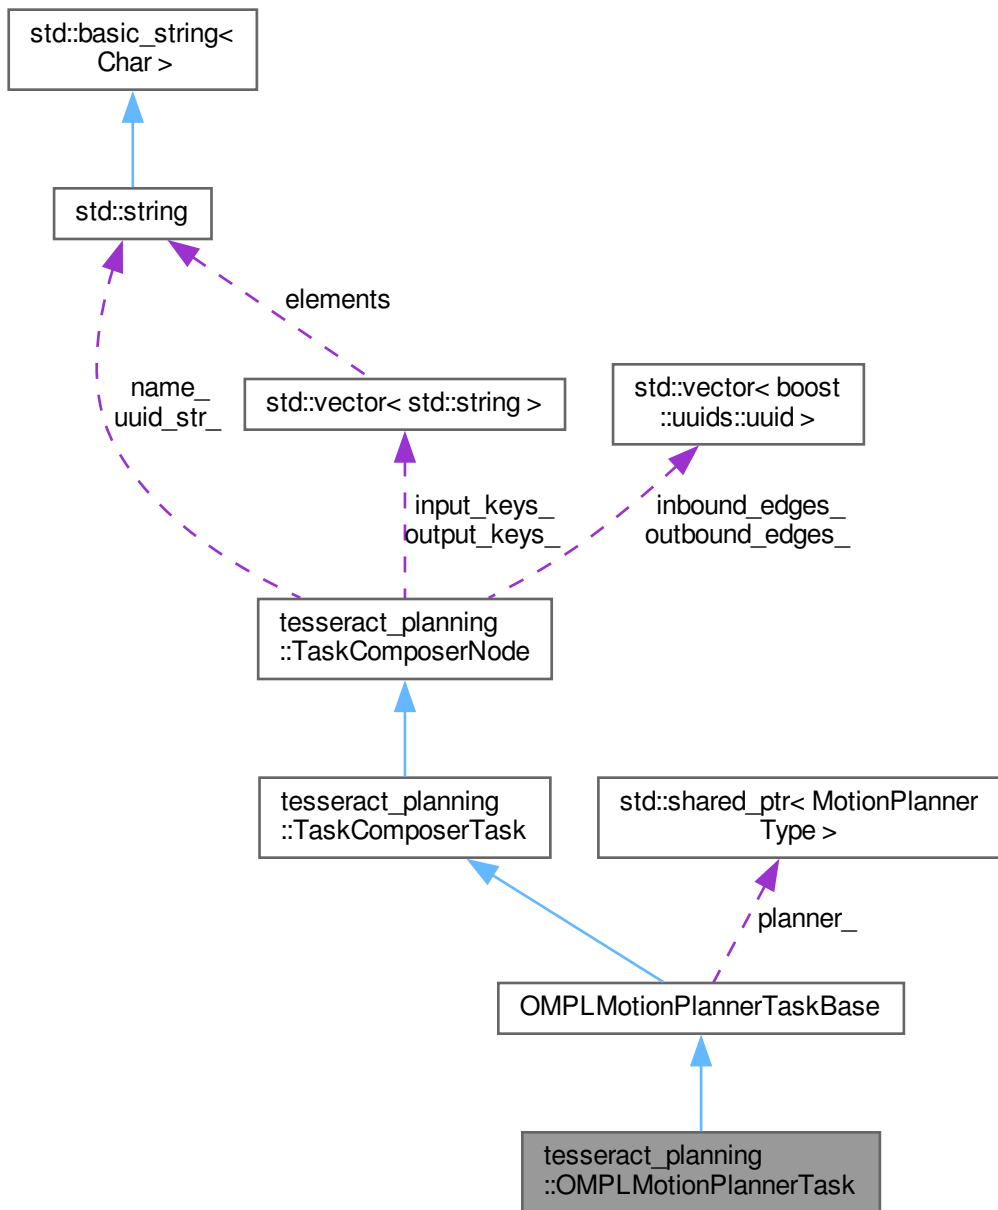 std::basic_string<
Char >
std::string
elements
name_
uuid_str_
std::vector< std::string >
std::vector< boost
::uuids::uuid >
input_keys_
output_keys_
inbound_edges_
outbound_edges_
tesseract_planning
::TaskComposerNode
tesseract_planning
::TaskComposerTask
std::shared_ptr< MotionPlanner
Type >
planner_
OMPLMotionPlannerTaskBase
tesseract_planning
::OMPLMotionPlannerTask